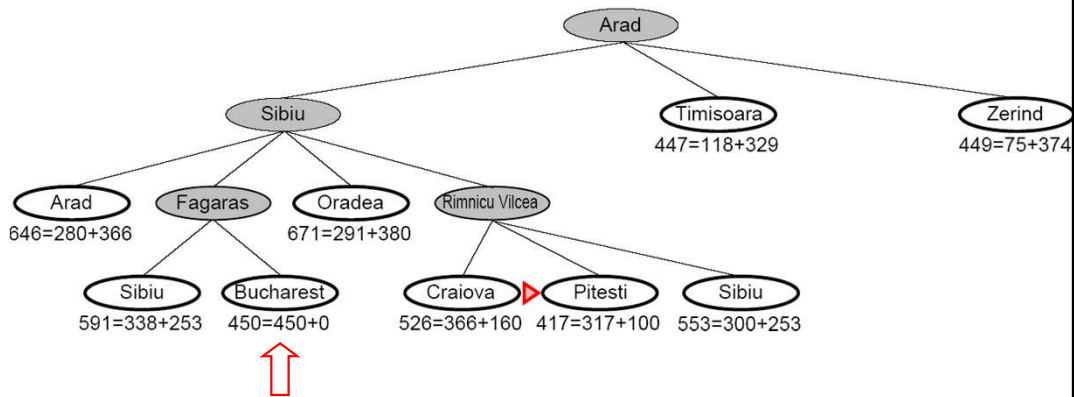 Arad
Sibiu
Timisoara
Zerind
447=118+329
449=75+374
Arad
Fagaras
Oradea
Rimnicu Vilcea
646=280+366
671=291+380
Sibiu
Bucharest
Craiova
Pitesti
Sibiu
591=338+253
450=450+0
526=366+160
417=317+100
553=300+253